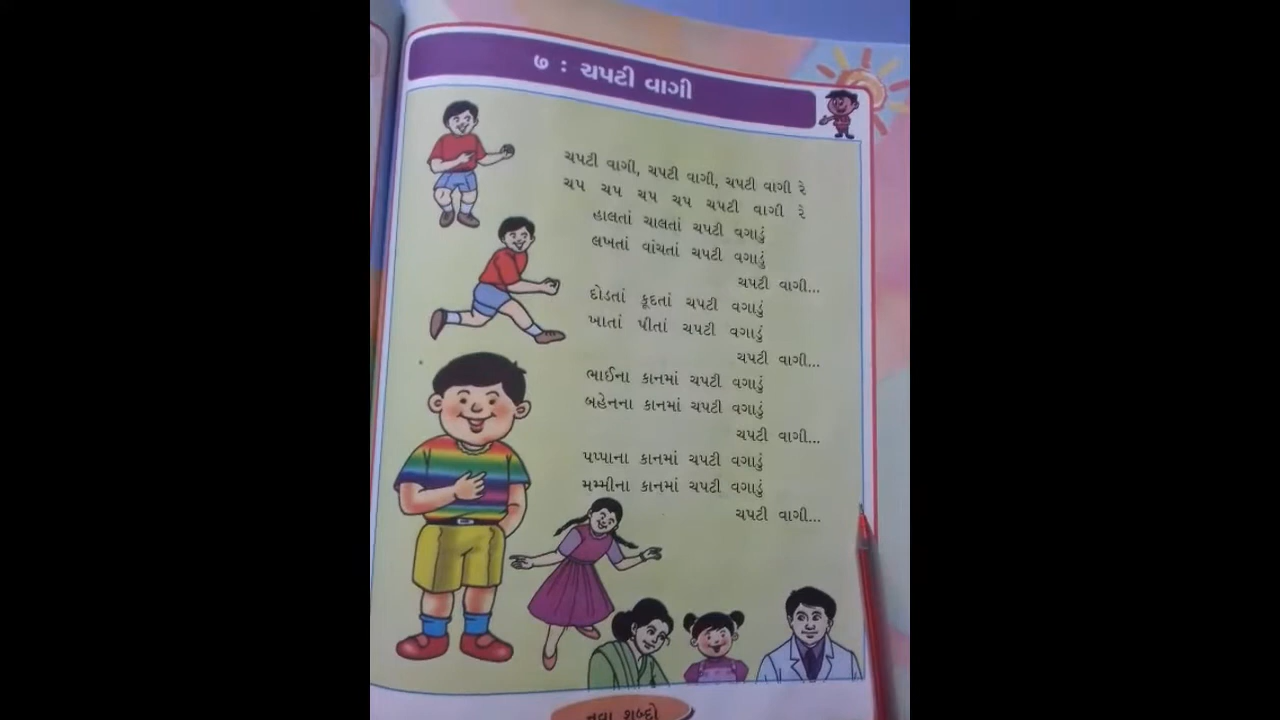 ૭ : ચપટી વાગી
ચપટી વાગી, ચપટી વાગી, ચપટી વાગી રે
ચપ ચપ ચપ ચપ ચપટી વાગી રે
હાલતાં ચાલતાં ચપટી વગાડું
લખતાં વાંચતાં ચપટી વગાડું
ચપટી વાગી...
દોડતાં કૂદતાં ચપટી વગાડું
ખાતાં પીતાં ચપટી વગાડું
ચપટી વાગી...
ભાઈના કાનમાં ચપટી વગાડું
બહેનના કાનમાં ચપટી વગાડું
ચપટી વાગી...
પપ્પાના કાનમાં ચપટી વગાડું
મમ્મીના કાનમાં ચપટી વગાડું
ચપટી વાગી...
નવા શબ્દો